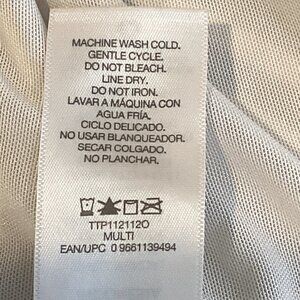 MACHINE WASH COLD.
GENTLE CYCLE.
DO NOT BLEACH.
LINE DRY.
DO NOT IRON.
LAVAR A MÁQUINA CON
AGUA FRÍA.
CICLO DELICADO.
NO USAR BLANQUEADOR.
SECAR COLGADO.
NO PLANCHAR.
TTP112112O
MULTI
EAN/UPC 0 9661139494